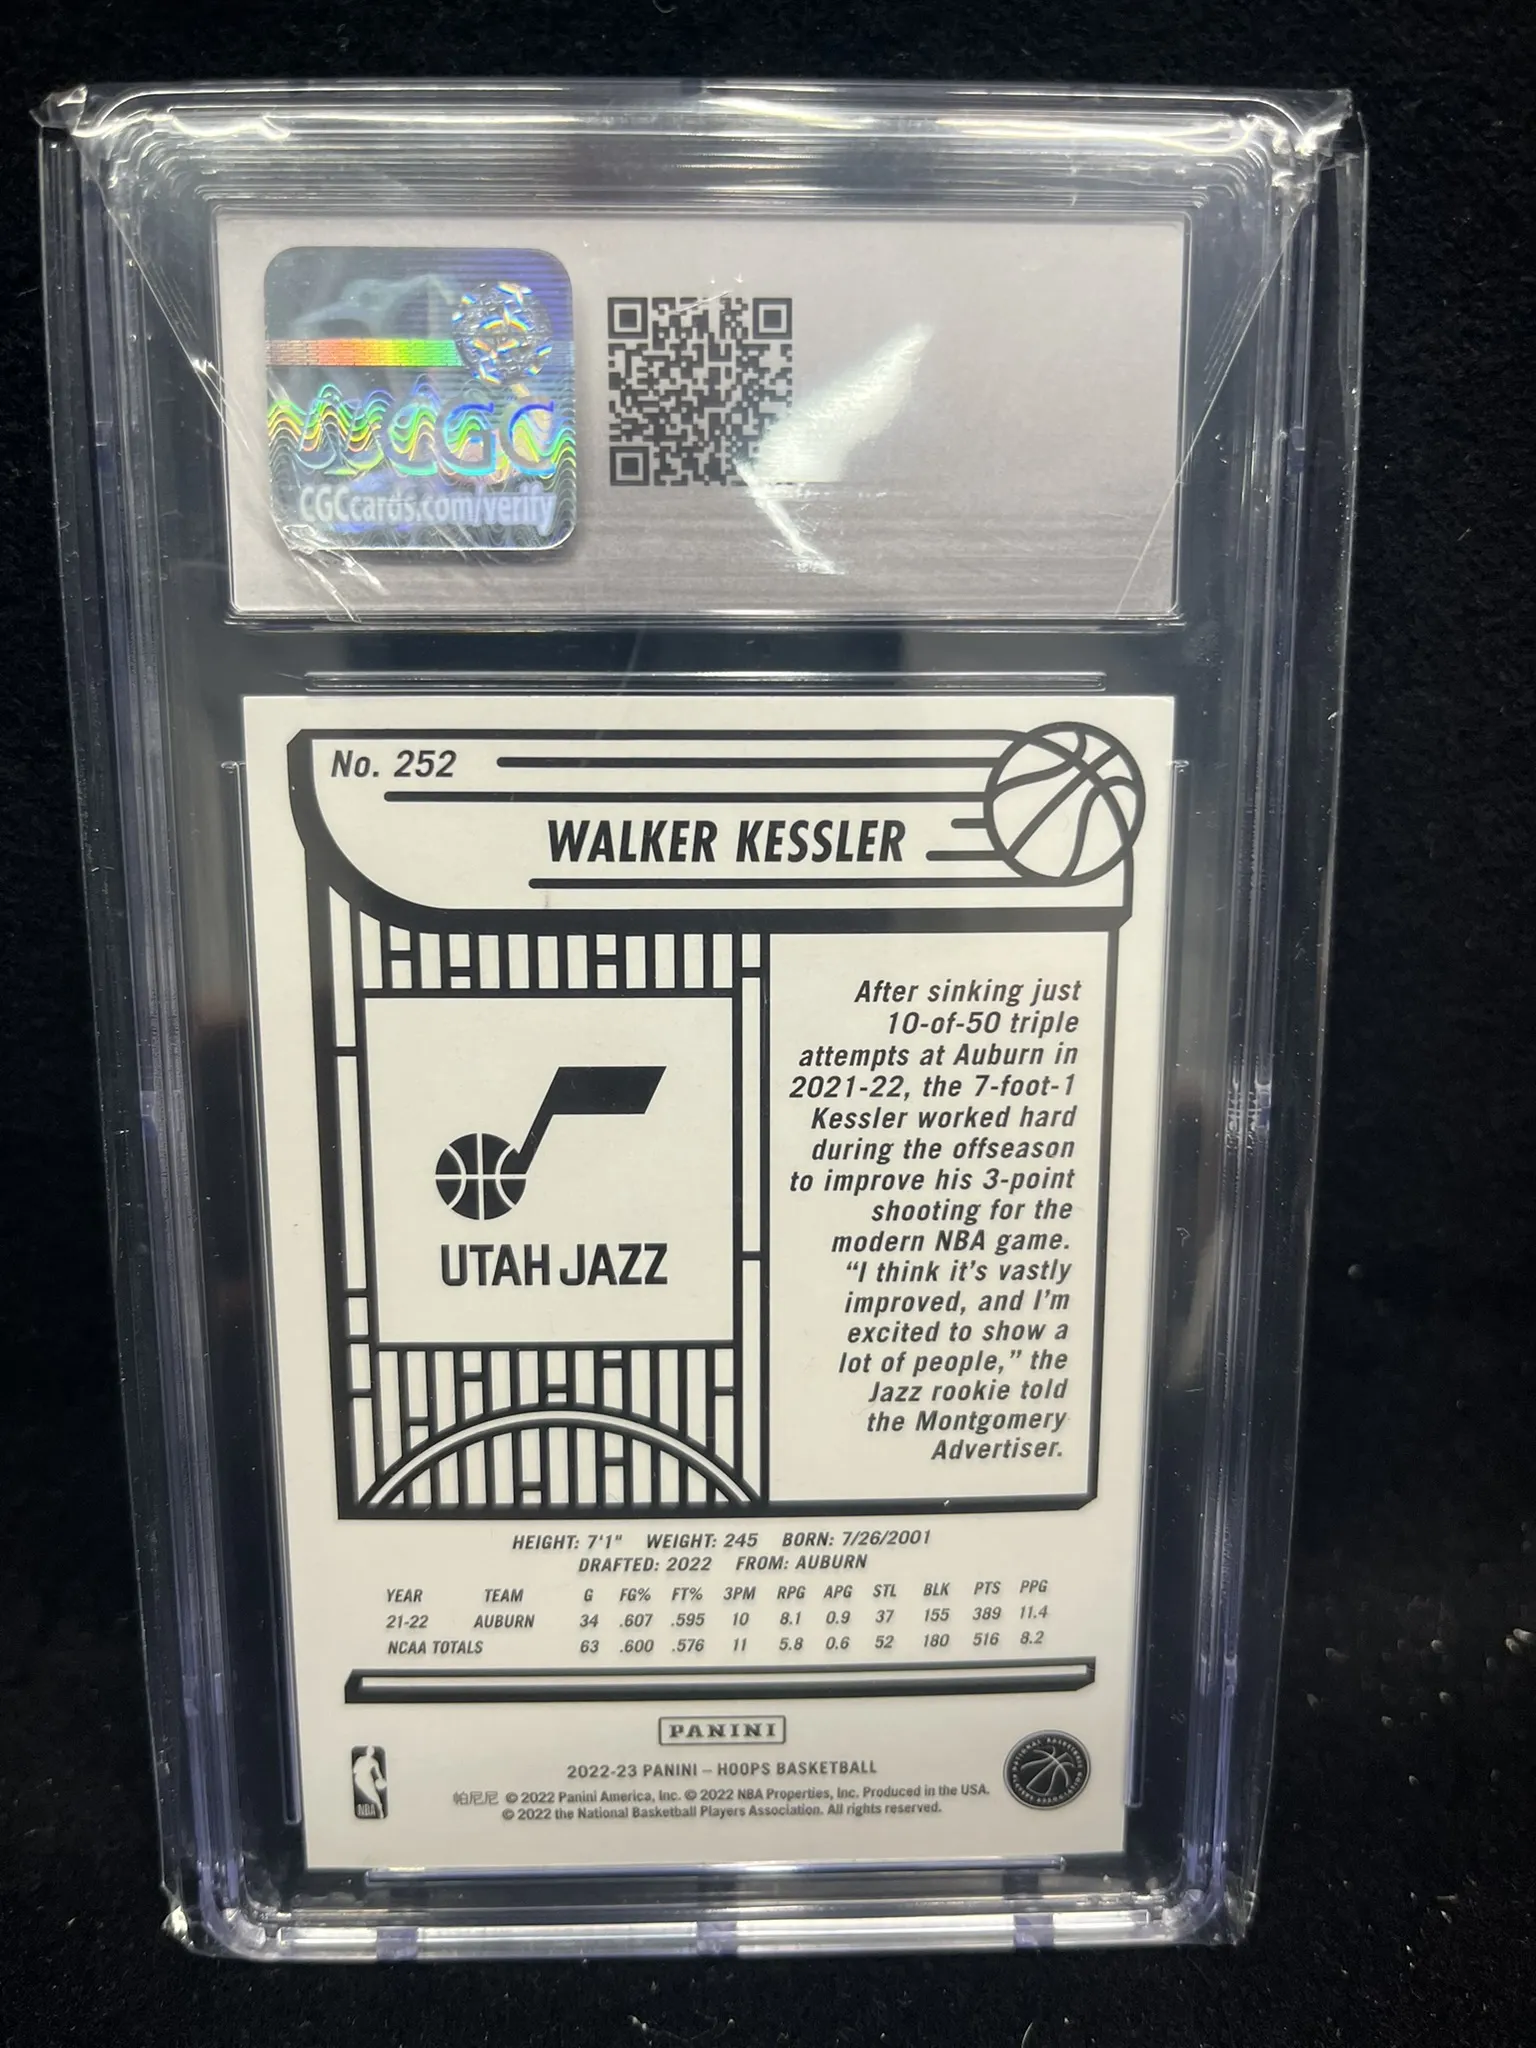 CGC
CGCcards.com/verify
No. 252
WALKER KESSLER
After sinking just
10-of-50 triple
attempts at Auburn in
2021-22, the 7-foot-1
Kessler worked hard
during the offseason
to improve his 3-point
shooting for the
modern NBA game.
“I think it’s vastly
improved, and I’m
excited to show a
lot of people,” the
Jazz rookie told
the Montgomery
Advertiser.
UTAH JAZZ
HEIGHT: 7'1" WEIGHT: 245 BORN: 7/26/2001
DRAFTED: 2022 FROM: AUBURN
YEAR TEAM G FG% FT% 3PM RPG APG STL BLK PTS PPG
21-22 AUBURN 34 .607 .595 10 8.1 0.9 37 155 389 11.4
NCAA TOTALS 63 .600 .576 11 5.8 0.6 52 180 516 8.2
PANINI
2022-23 PANINI – HOOPS BASKETBALL
帕尼尼 © 2022 Panini America, Inc. © 2022 NBA Properties, Inc. Produced in the USA.
© 2022 the National Basketball Players Association. All rights reserved.
NBA
NATIONAL BASKETBALL PLAYERS ASSOCIATION